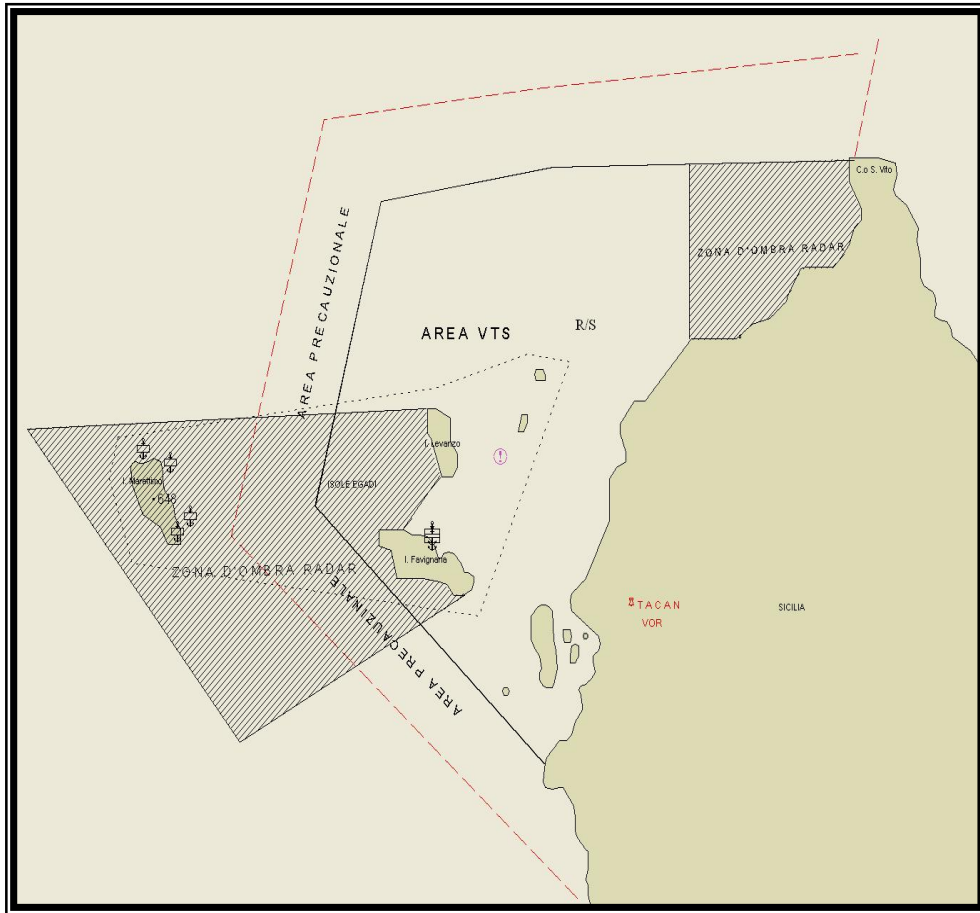 C.o S. Vito
ZONA D'OMBRA RADAR
AREA PRECAUZIONALE
R/S
AREA VTS
I. Levanzo
I. Marettimo
648
ISOLE EGADI
I. Favignana
ZONA D'OMBRA RADAR
AREA PRECAUZINALE
TACAN
VOR
SICILIA